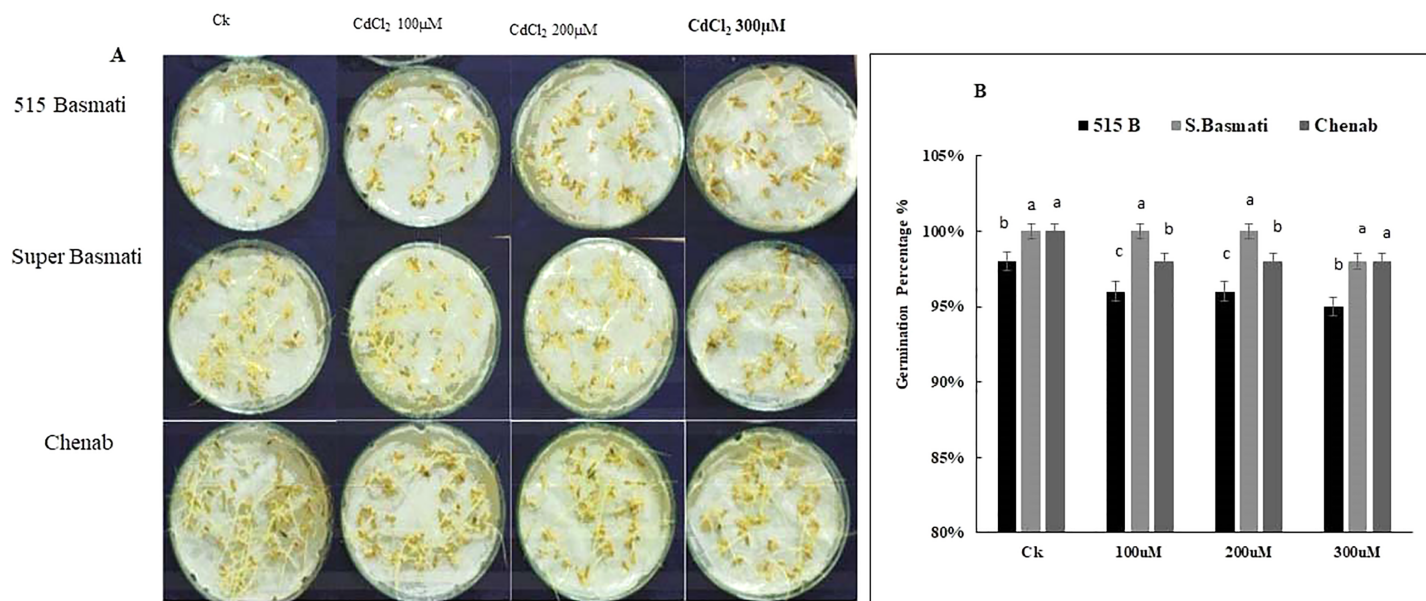 Ck
CdCl₂ 100μM
CdCl₂ 200μM
CdCl₂ 300μM
A
515 Basmati
Super Basmati
Chenab
B
515 B S.Basmati Chenab
Germination Percentage %
105%
100%
95%
90%
85%
80%
b a a
c a b
c a b
b a a
Ck 100uM 200uM 300uM